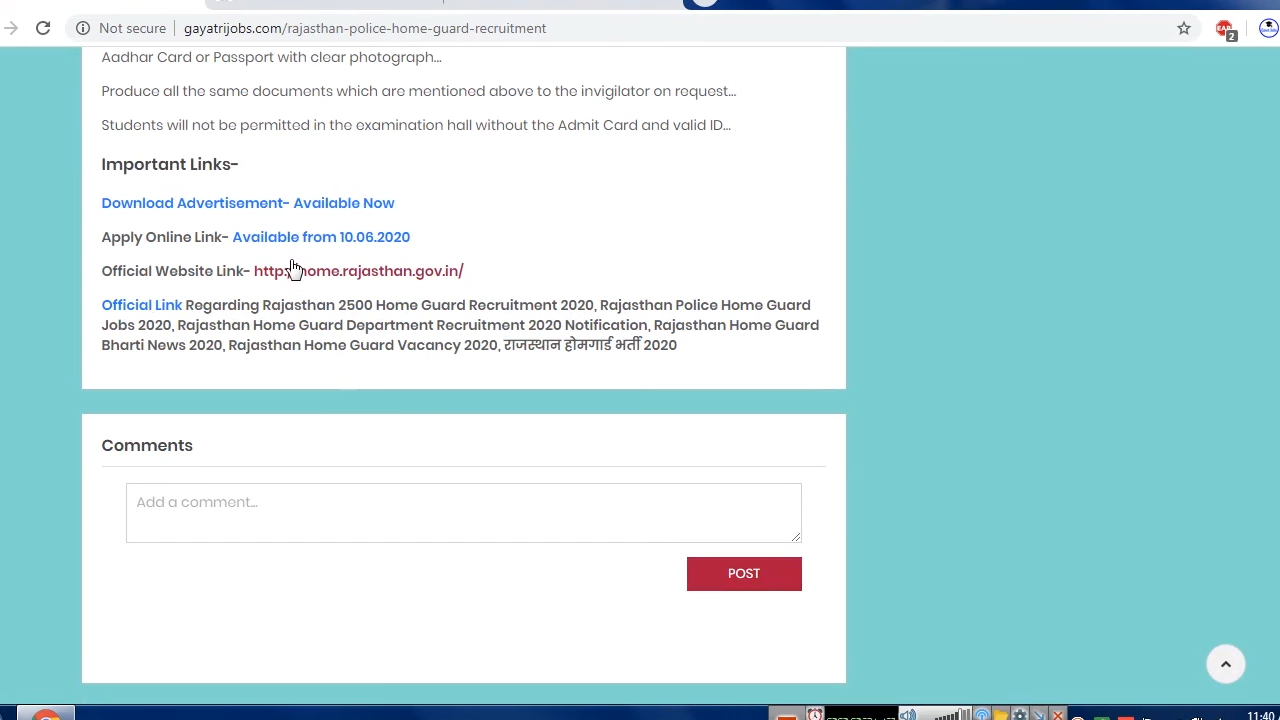 Not secure
gayatrijobs.com/rajasthan-police-home-guard-recruitment
2
Aadhar Card or Passport with clear photograph...
Produce all the same documents which are mentioned above to the invigilator on request...
Students will not be permitted in the examination hall without the Admit Card and valid ID...
Important Links-
Download Advertisement- Available Now
Apply Online Link- Available from 10.06.2020
Official Website Link- http://home.rajasthan.gov.in/
Official Link Regarding Rajasthan 2500 Home Guard Recruitment 2020, Rajasthan Police Home Guard
Jobs 2020, Rajasthan Home Guard Department Recruitment 2020 Notification, Rajasthan Home Guard
Bharti News 2020, Rajasthan Home Guard Vacancy 2020, राजस्थान होमगार्ड भर्ती 2020
Comments
Add a comment...
POST
11:40